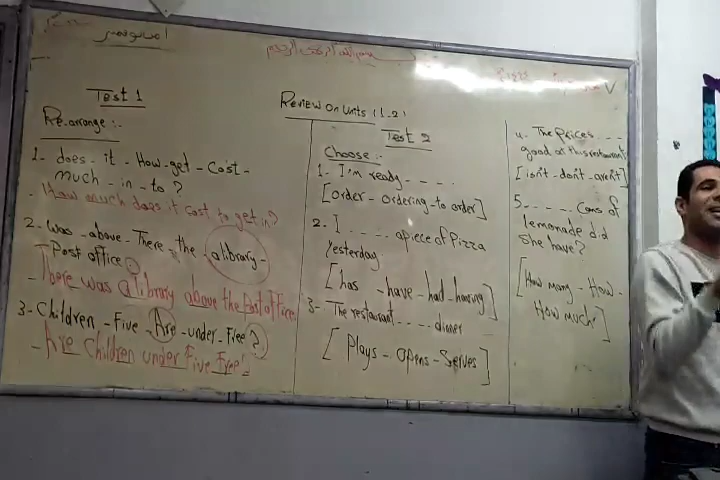 بسم الله الرحمن الرحيم
Review On Units (1-2)
Test 1
Re.arrange :-
1- does - it - How - get - Cost -
much - in - to ?
How much does it cost to get in?
2- was - above - There - the - a library -
Post office.
- There was a library above the Post office
3- Children - Five - Are - under - Free ?
- Are Children under Five Free?
Test 2
Choose :-
1- I'm ready - - - - .
[order - ordering - to order]
2- I - - - - - a piece of Pizza
yesterday
[has - have - had - having]
3- The restaurant - - - - dinner
[Plays - opens - Serves]
4- The Prices - - - -
good at this restaurant
[isn't - don't - aren't]
5- - - - - - Cans of
lemonade did
She have?
[How many - How -
How much]